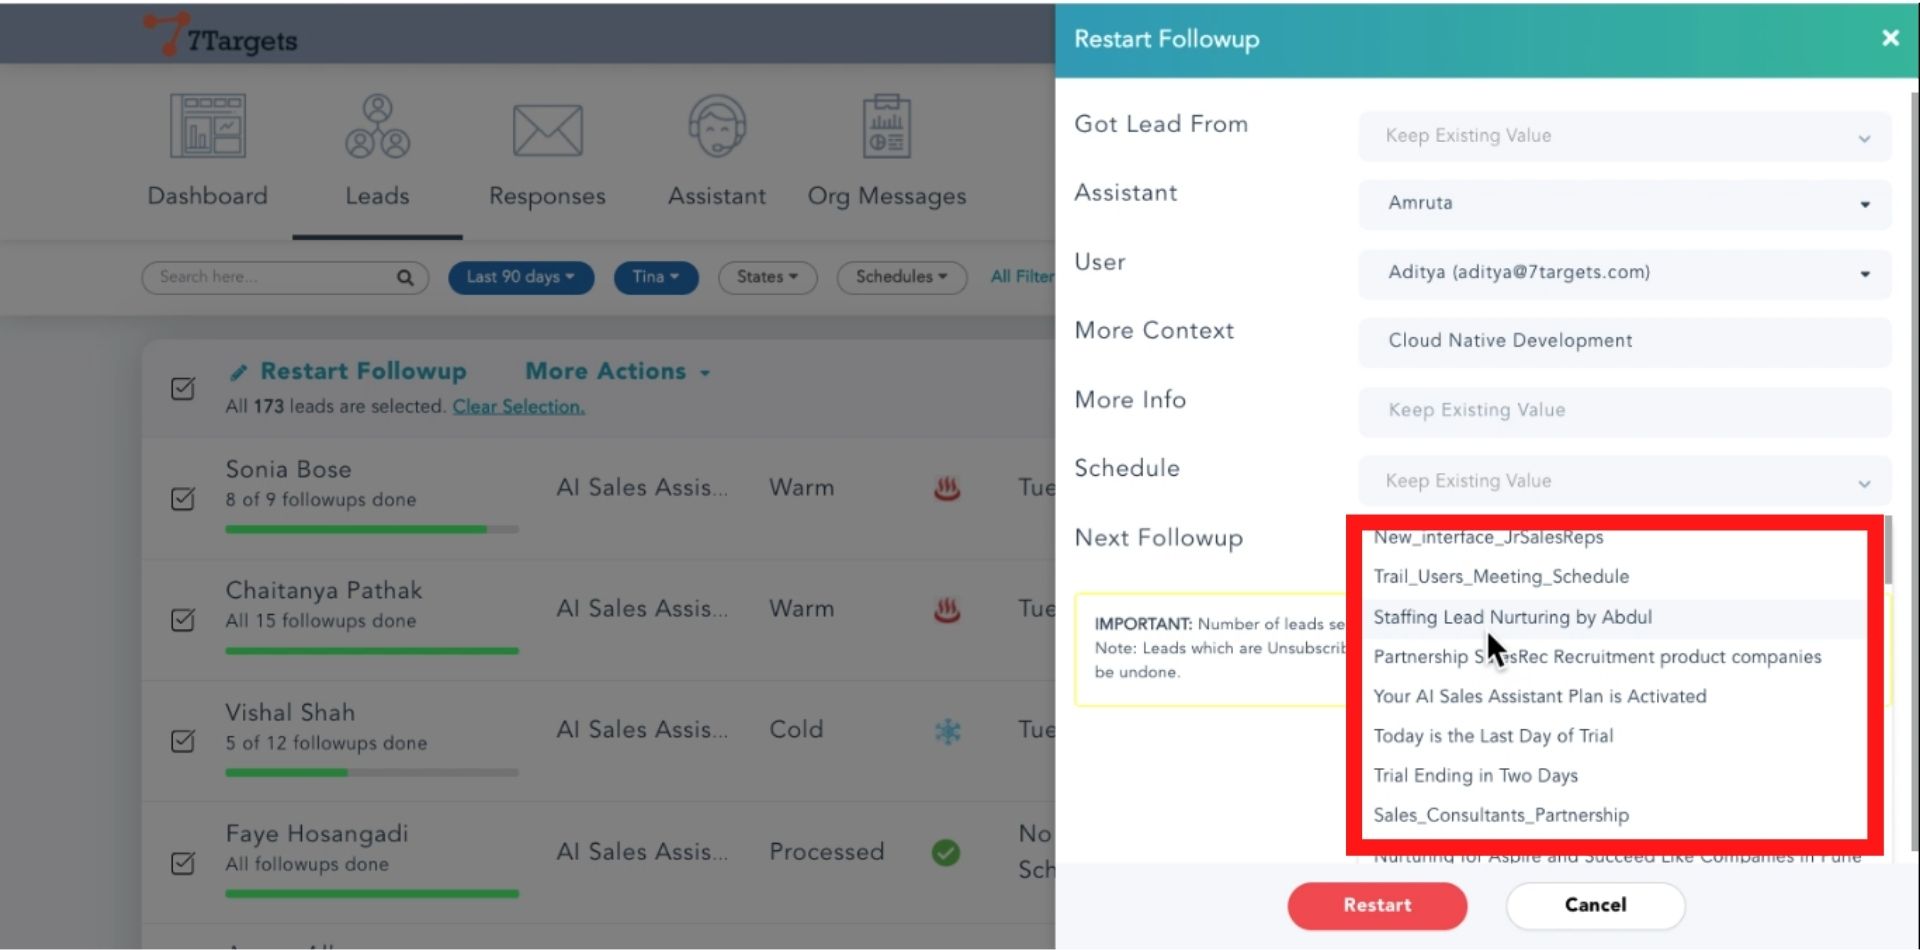 7Targets
Dashboard
Leads
Responses
Assistant
Org Messages
Search here...
Last 90 days
Tina
States
Schedules
All Filter
Restart Followup
More Actions
All 173 leads are selected. Clear Selection.
Sonia Bose
8 of 9 followups done
AI Sales Assis...
Warm
Tue
Chaitanya Pathak
All 15 followups done
AI Sales Assis...
Warm
Tue
Vishal Shah
5 of 12 followups done
AI Sales Assis...
Cold
Tue
Faye Hosangadi
All followups done
AI Sales Assis...
Processed
No
Sch
Restart Followup
Got Lead From
Keep Existing Value
Assistant
Amruta
User
Aditya (aditya@7targets.com)
More Context
Cloud Native Development
More Info
Keep Existing Value
Schedule
Keep Existing Value
Next Followup
New_interface_JrSalesReps
Trail_Users_Meeting_Schedule
Staffing Lead Nurturing by Abdul
Partnership SalesRec Recruitment product companies
Your AI Sales Assistant Plan is Activated
Today is the Last Day of Trial
Trial Ending in Two Days
Sales_Consultants_Partnership
Nurturing for Aspire and Succeed Like Companies in Pune
IMPORTANT: Number of leads se
Note: Leads which are Unsubscrib
be undone.
Restart
Cancel